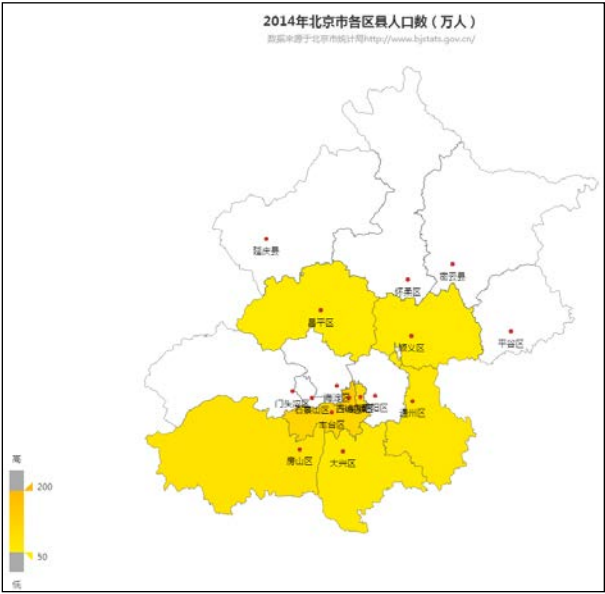 2014年北京市各区县人口数（万人）
数据来源于北京市统计局http://www.bjstats.gov.cn/
延庆县
怀柔区
密云县
昌平区
顺义区
平谷区
门头沟区
海淀区
石景山区
朝阳区
通州区
丰台区
房山区
大兴区
高
200
50
低